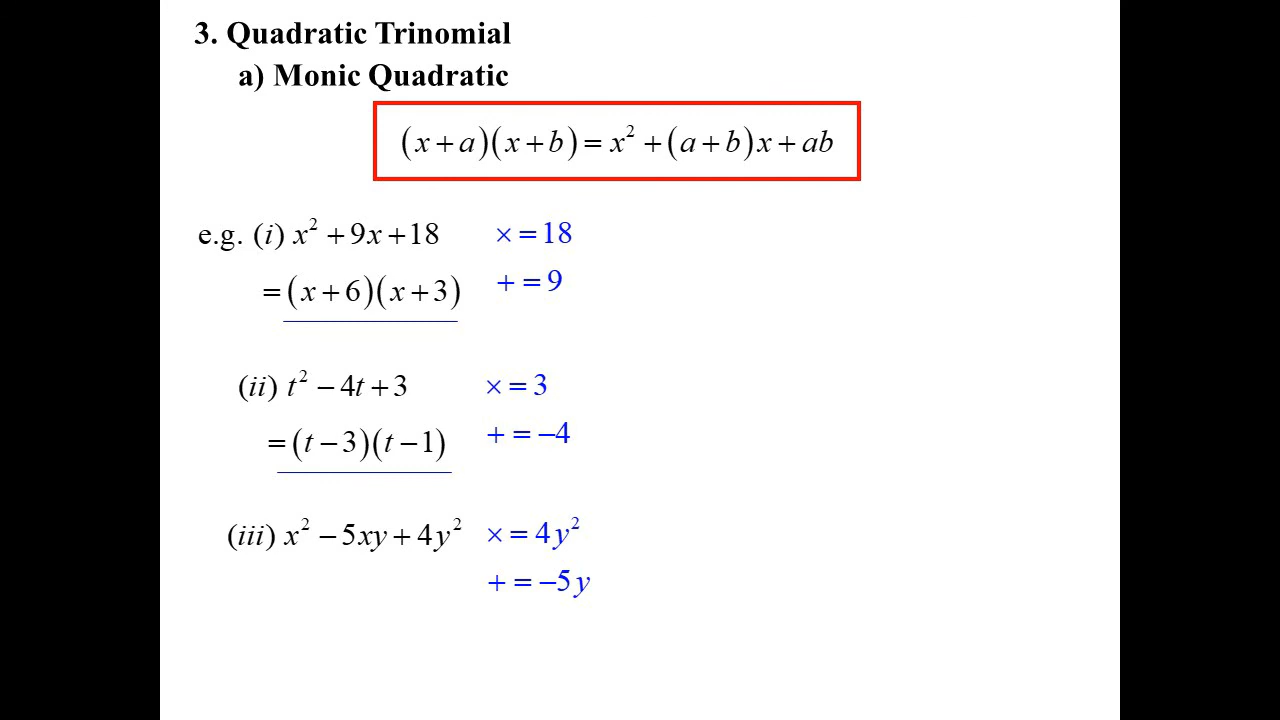 3. Quadratic Trinomial
a) Monic Quadratic
(x + a)(x + b) = x² + (a + b)x + ab
e.g. (i) x² + 9x + 18 × = 18
= (x + 6)(x + 3) + = 9
(ii) t² − 4t + 3 × = 3
= (t − 3)(t − 1) + = −4
(iii) x² − 5xy + 4y² × = 4y²
+ = −5y